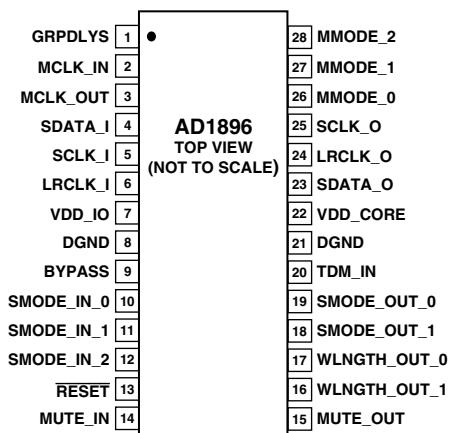 GRPDLYS 1 28 MMODE_2
MCLK_IN 2 27 MMODE_1
MCLK_OUT 3 26 MMODE_0
SDATA_I 4 AD1896 25 SCLK_O
SCLK_I 5 TOP VIEW 24 LRCLK_O
LRCLK_I 6 (NOT TO SCALE) 23 SDATA_O
VDD_IO 7 22 VDD_CORE
DGND 8 21 DGND
BYPASS 9 20 TDM_IN
SMODE_IN_0 10 19 SMODE_OUT_0
SMODE_IN_1 11 18 SMODE_OUT_1
SMODE_IN_2 12 17 WLNGTH_OUT_0
RESET 13 16 WLNGTH_OUT_1
MUTE_IN 14 15 MUTE_OUT